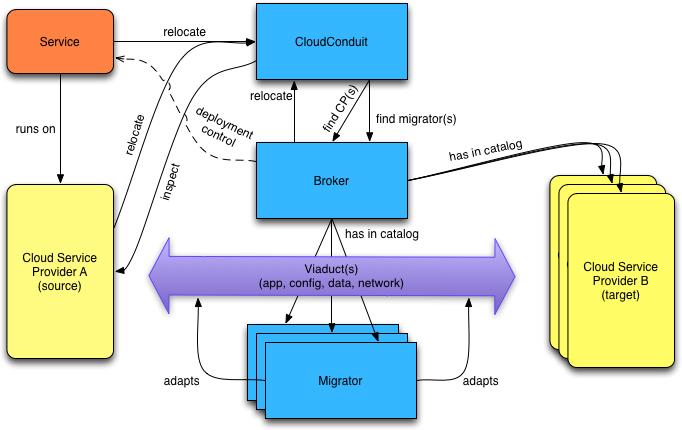 Service
relocate
CloudConduit
runs on
relocate
inspect
deployment
control
relocate
find CP(s)
find migrator(s)
has in catalog
Broker
Cloud Service
Provider A
(source)
has in catalog
Viaduct(s)
(app, config, data, network)
Cloud Service
Provider B
(target)
adapts
Migrator
adapts